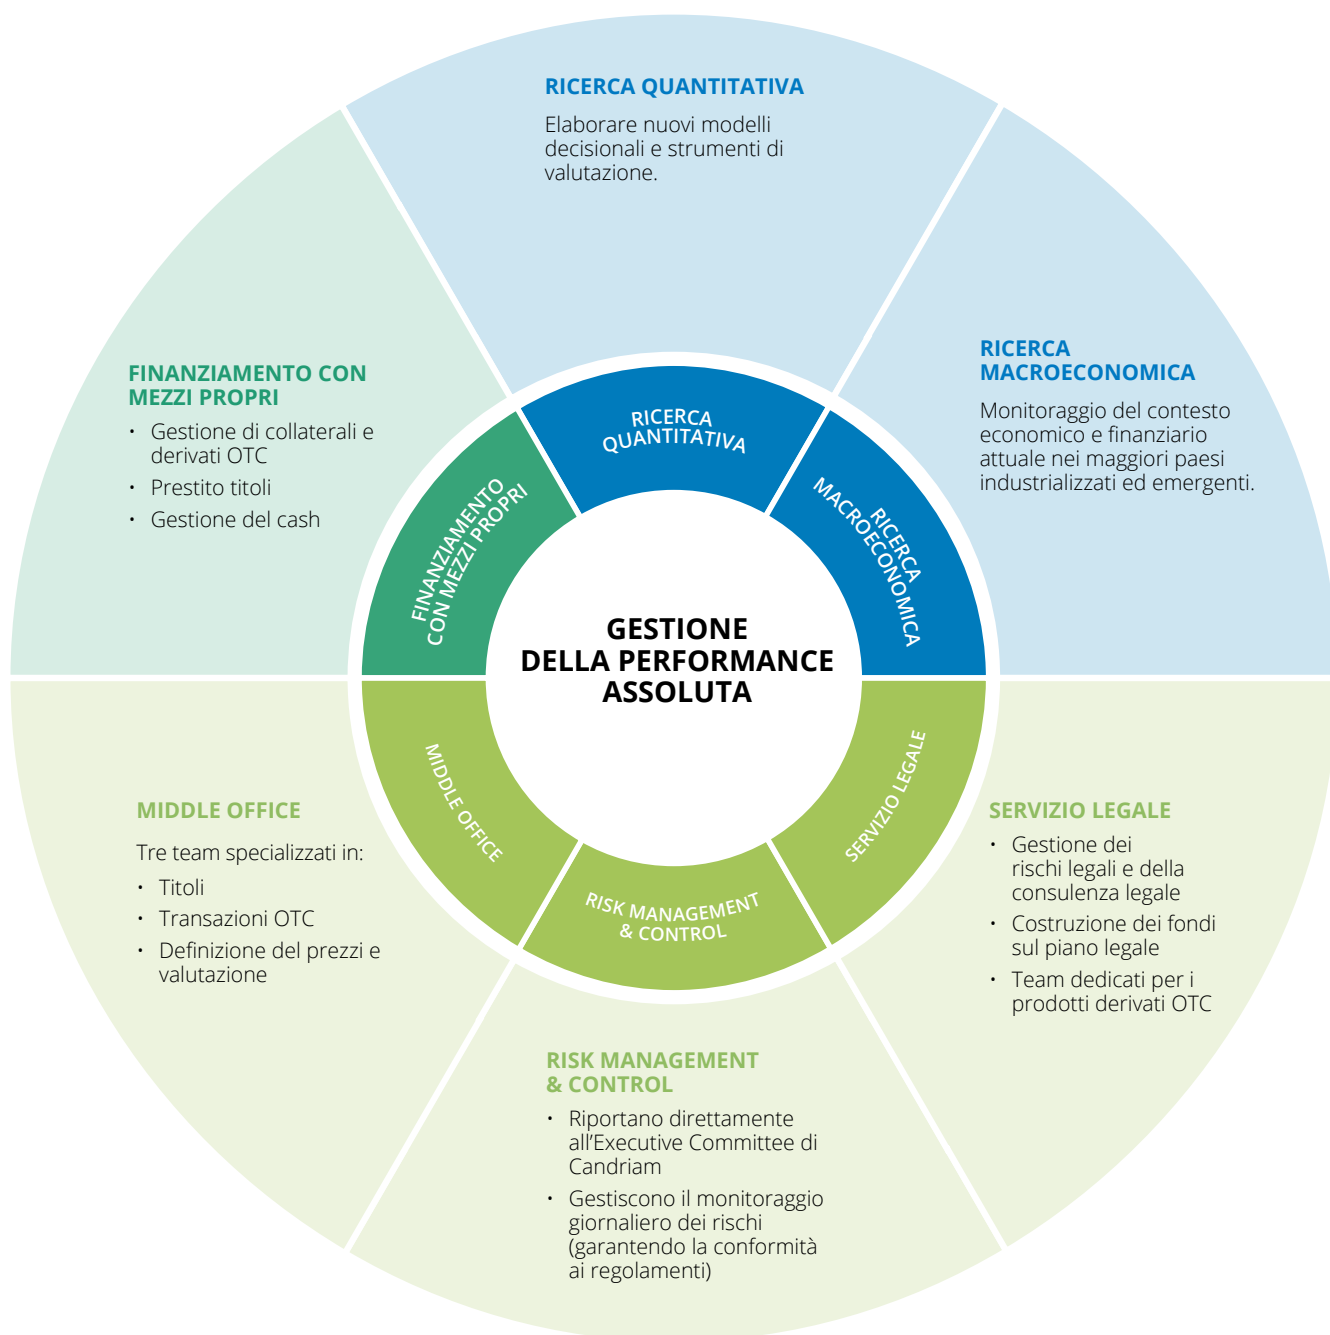 RICERCA QUANTITATIVA
Elaborare nuovi modelli
decisionali e strumenti di
valutazione.
RICERCA
MACROECONOMICA
Monitoraggio del contesto
economico e finanziario
attuale nei maggiori paesi
industrializzati ed emergenti.
FINANZIAMENTO CON
MEZZI PROPRI
• Gestione di collaterali e
derivati OTC
• Prestito titoli
• Gestione del cash
RICERCA
QUANTITATIVA
RICERCA
MACROECONOMICA
FINANZIAMENTO
CON MEZZI PROPRI
GESTIONE
DELLA PERFORMANCE
ASSOLUTA
MIDDLE OFFICE
SERVIZIO LEGALE
RISK MANAGEMENT
& CONTROL
MIDDLE OFFICE
Tre team specializzati in:
• Titoli
• Transazioni OTC
• Definizione del prezzi e
valutazione
SERVIZIO LEGALE
• Gestione dei
rischi legali e della
consulenza legale
• Costruzione dei fondi
sul piano legale
• Team dedicati per i
prodotti derivati OTC
RISK MANAGEMENT
& CONTROL
• Riportano direttamente
all’Executive Committee di
Candriam
• Gestiscono il monitoraggio
giornaliero dei rischi
(garantendo la conformità
ai regolamenti)